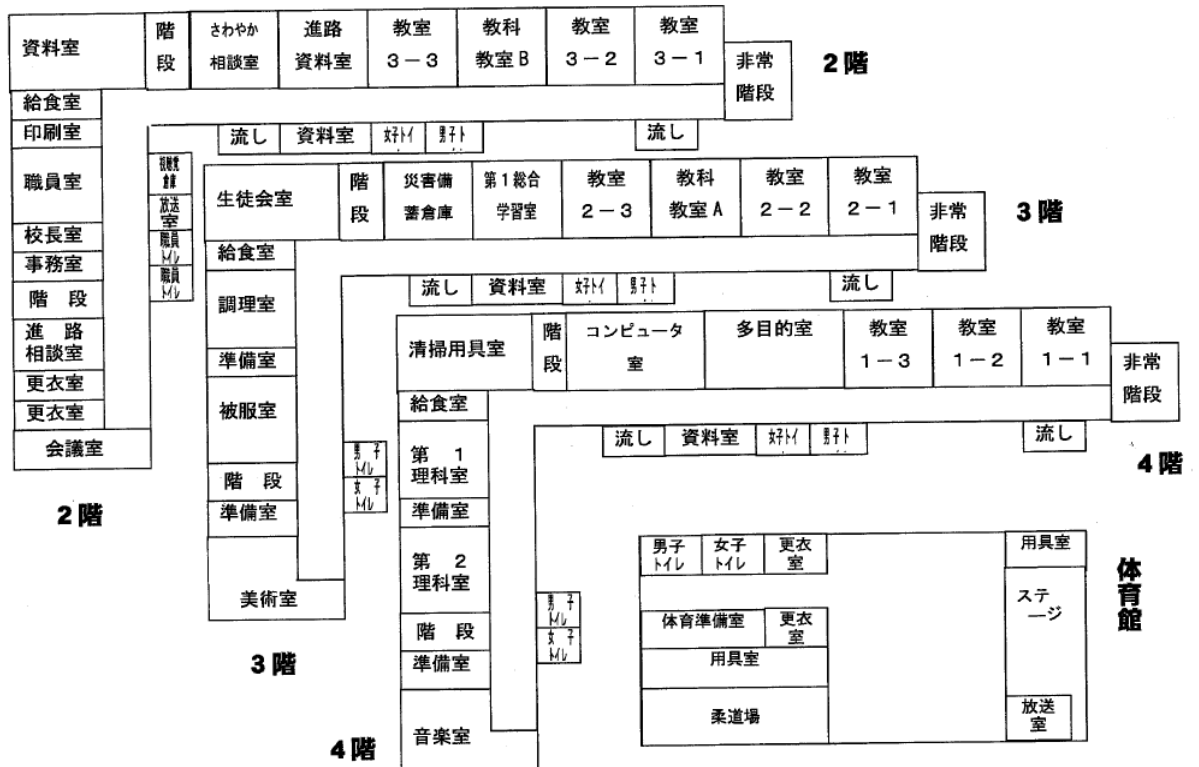 資料室
階
段
さわやか
相談室
進路
資料室
教室
3－3
教科
教室B
教室
3－2
教室
3－1
非常
階段
2階
給食室
印刷室
職員室
校長室
事務室
階　段
進　路
相談室
更衣室
更衣室
会議室
流し
資料室
女子トイ
男子ト
流し
視聴覚
倉庫
放送
室
職員
トイレ
職員
トイレ
2階
生徒会室
階
段
災害備
蓄倉庫
第1総合
学習室
教室
2－3
教科
教室A
教室
2－2
教室
2－1
非常
階段
3階
給食室
調理室
準備室
被服室
階　段
準備室
美術室
流し
資料室
女子トイ
男子ト
流し
男　子
トイレ
女　子
トイレ
3階
清掃用具室
階
段
コンピュータ
室
多目的室
教室
1－3
教室
1－2
教室
1－1
非常
階段
4階
給食室
第　1
理科室
準備室
第　2
理科室
階　段
準備室
音楽室
流し
資料室
女子トイ
男子ト
流し
男　子
トイレ
女　子
トイレ
4階
男子
トイレ
女子
トイレ
更衣
室
用具室
体育準備室
更衣
室
用具室
柔道場
ステ
ージ
放送
室
体育館